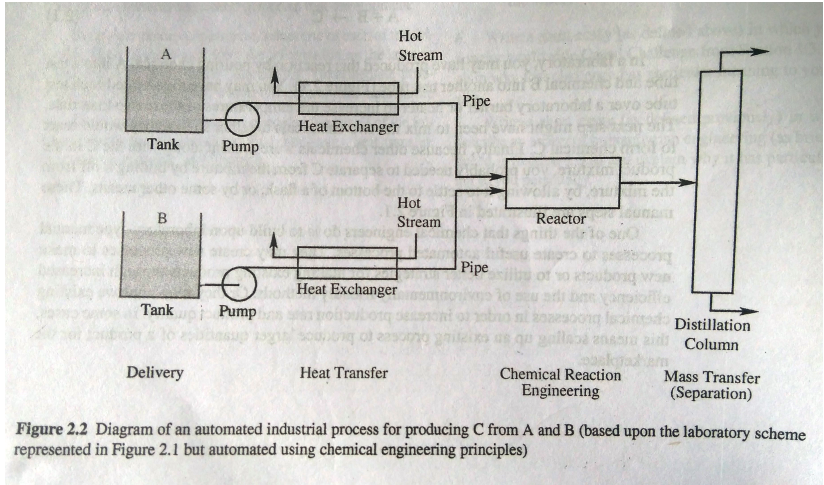 A
Hot
Stream
Pipe
Heat Exchanger
Tank
Pump
B
Hot
Stream
Reactor
Pipe
Heat Exchanger
Tank
Pump
Distillation
Column
Delivery
Heat Transfer
Chemical Reaction
Engineering
Mass Transfer
(Separation)
Figure 2.2 Diagram of an automated industrial process for producing C from A and B (based upon the laboratory scheme
represented in Figure 2.1 but automated using chemical engineering principles)